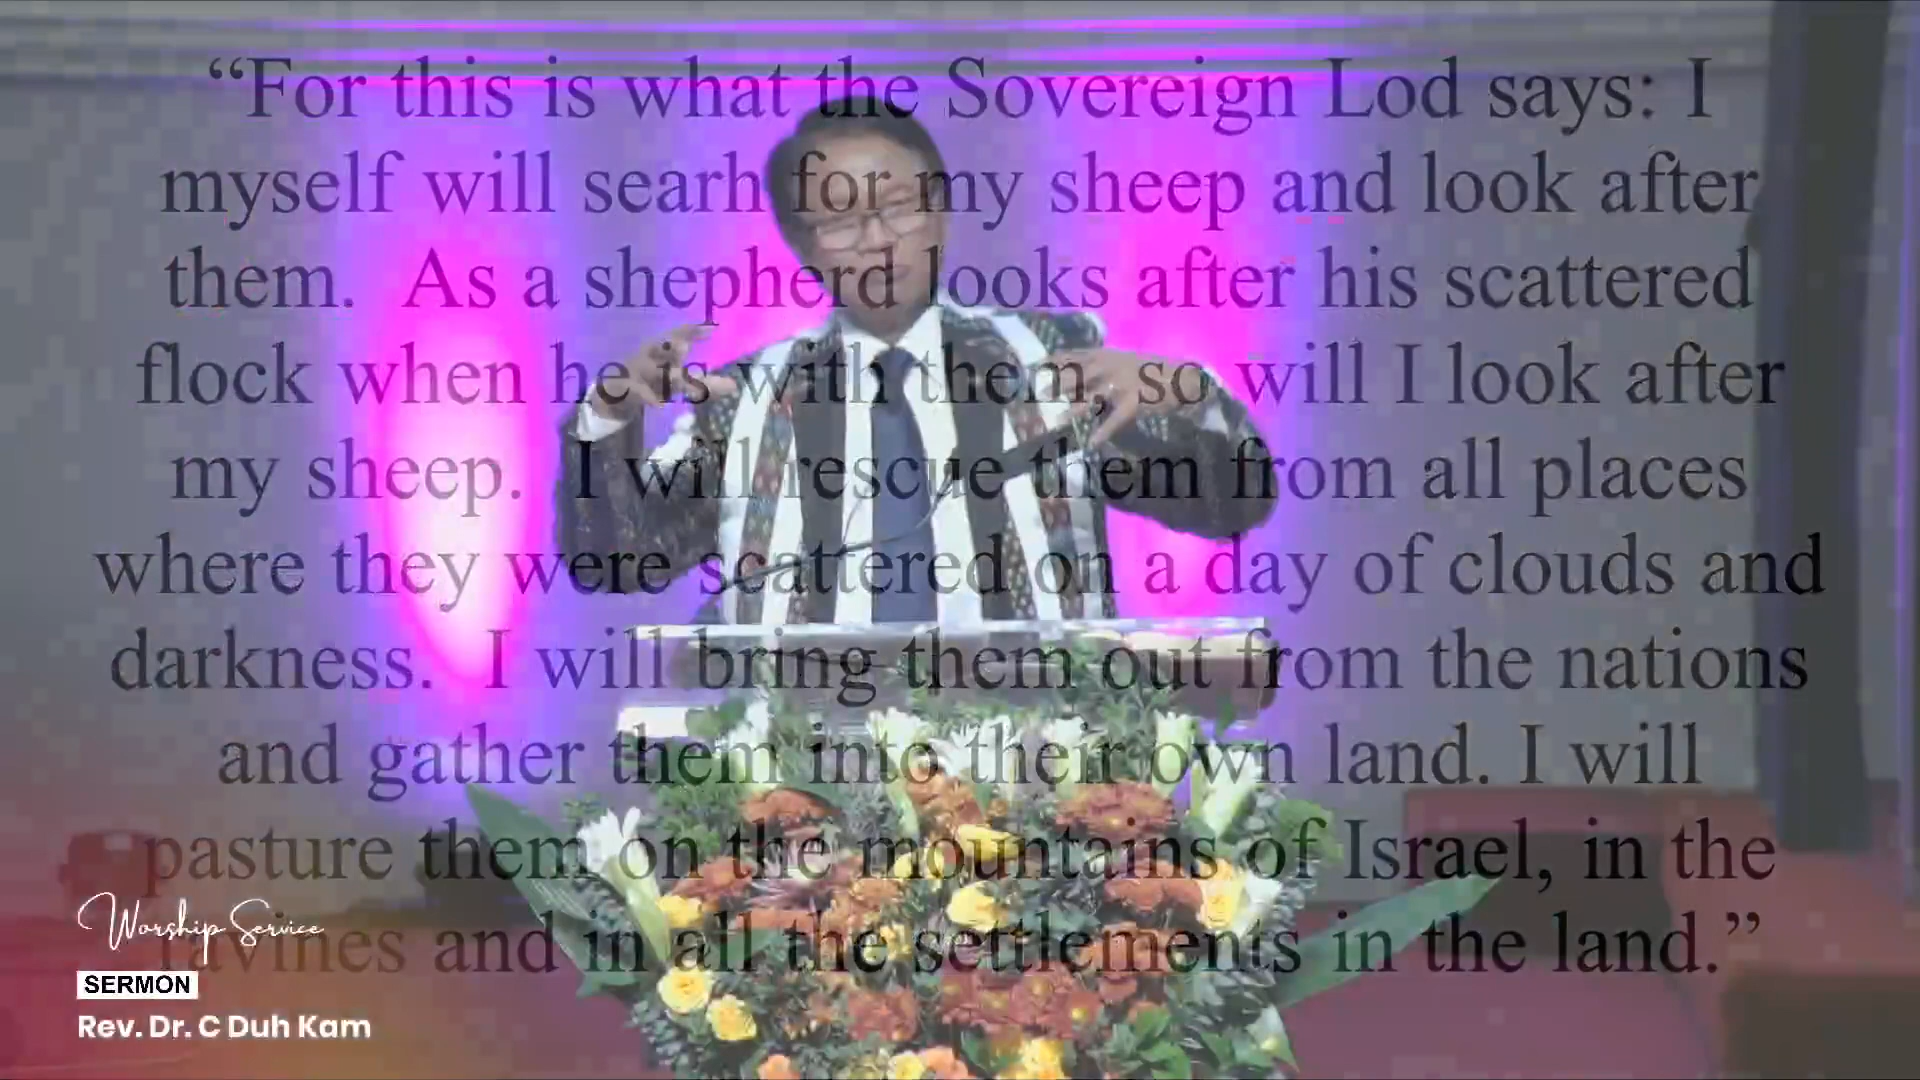 “For this is what the Sovereign Lod says: I
myself will searh for my sheep and look after
them. As a shepherd looks after his scattered
flock when he is with them, so will I look after
my sheep. I will rescue them from all places
where they were scattered on a day of clouds and
darkness. I will bring them out from the nations
and gather them into their own land. I will
pasture them on the mountains of Israel, in the
ravines and in all the settlements in the land.”
Worship Service
SERMON
Rev. Dr. C Duh Kam